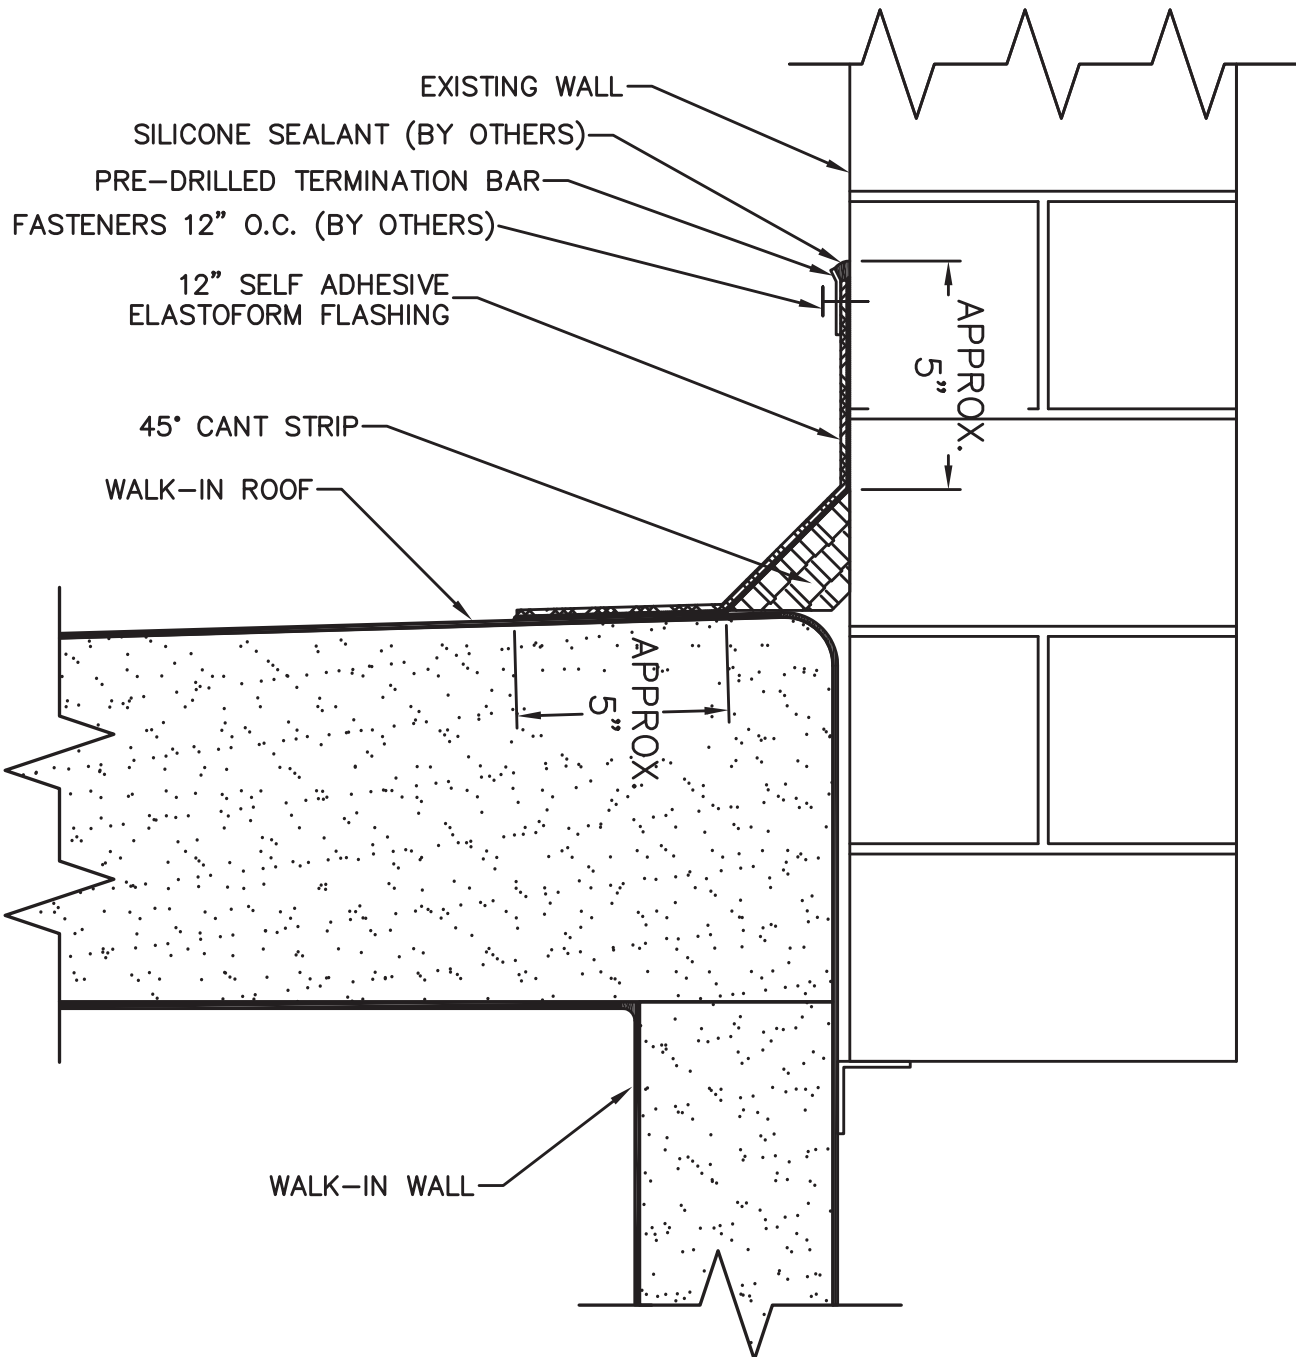 EXISTING WALL
SILICONE SEALANT (BY OTHERS)
PRE-DRILLED TERMINATION BAR
FASTENERS 12" O.C. (BY OTHERS)
12" SELF ADHESIVE
ELASTOFORM FLASHING
APPROX.
5"
45° CANT STRIP
WALK-IN ROOF
APPROX.
5"
WALK-IN WALL